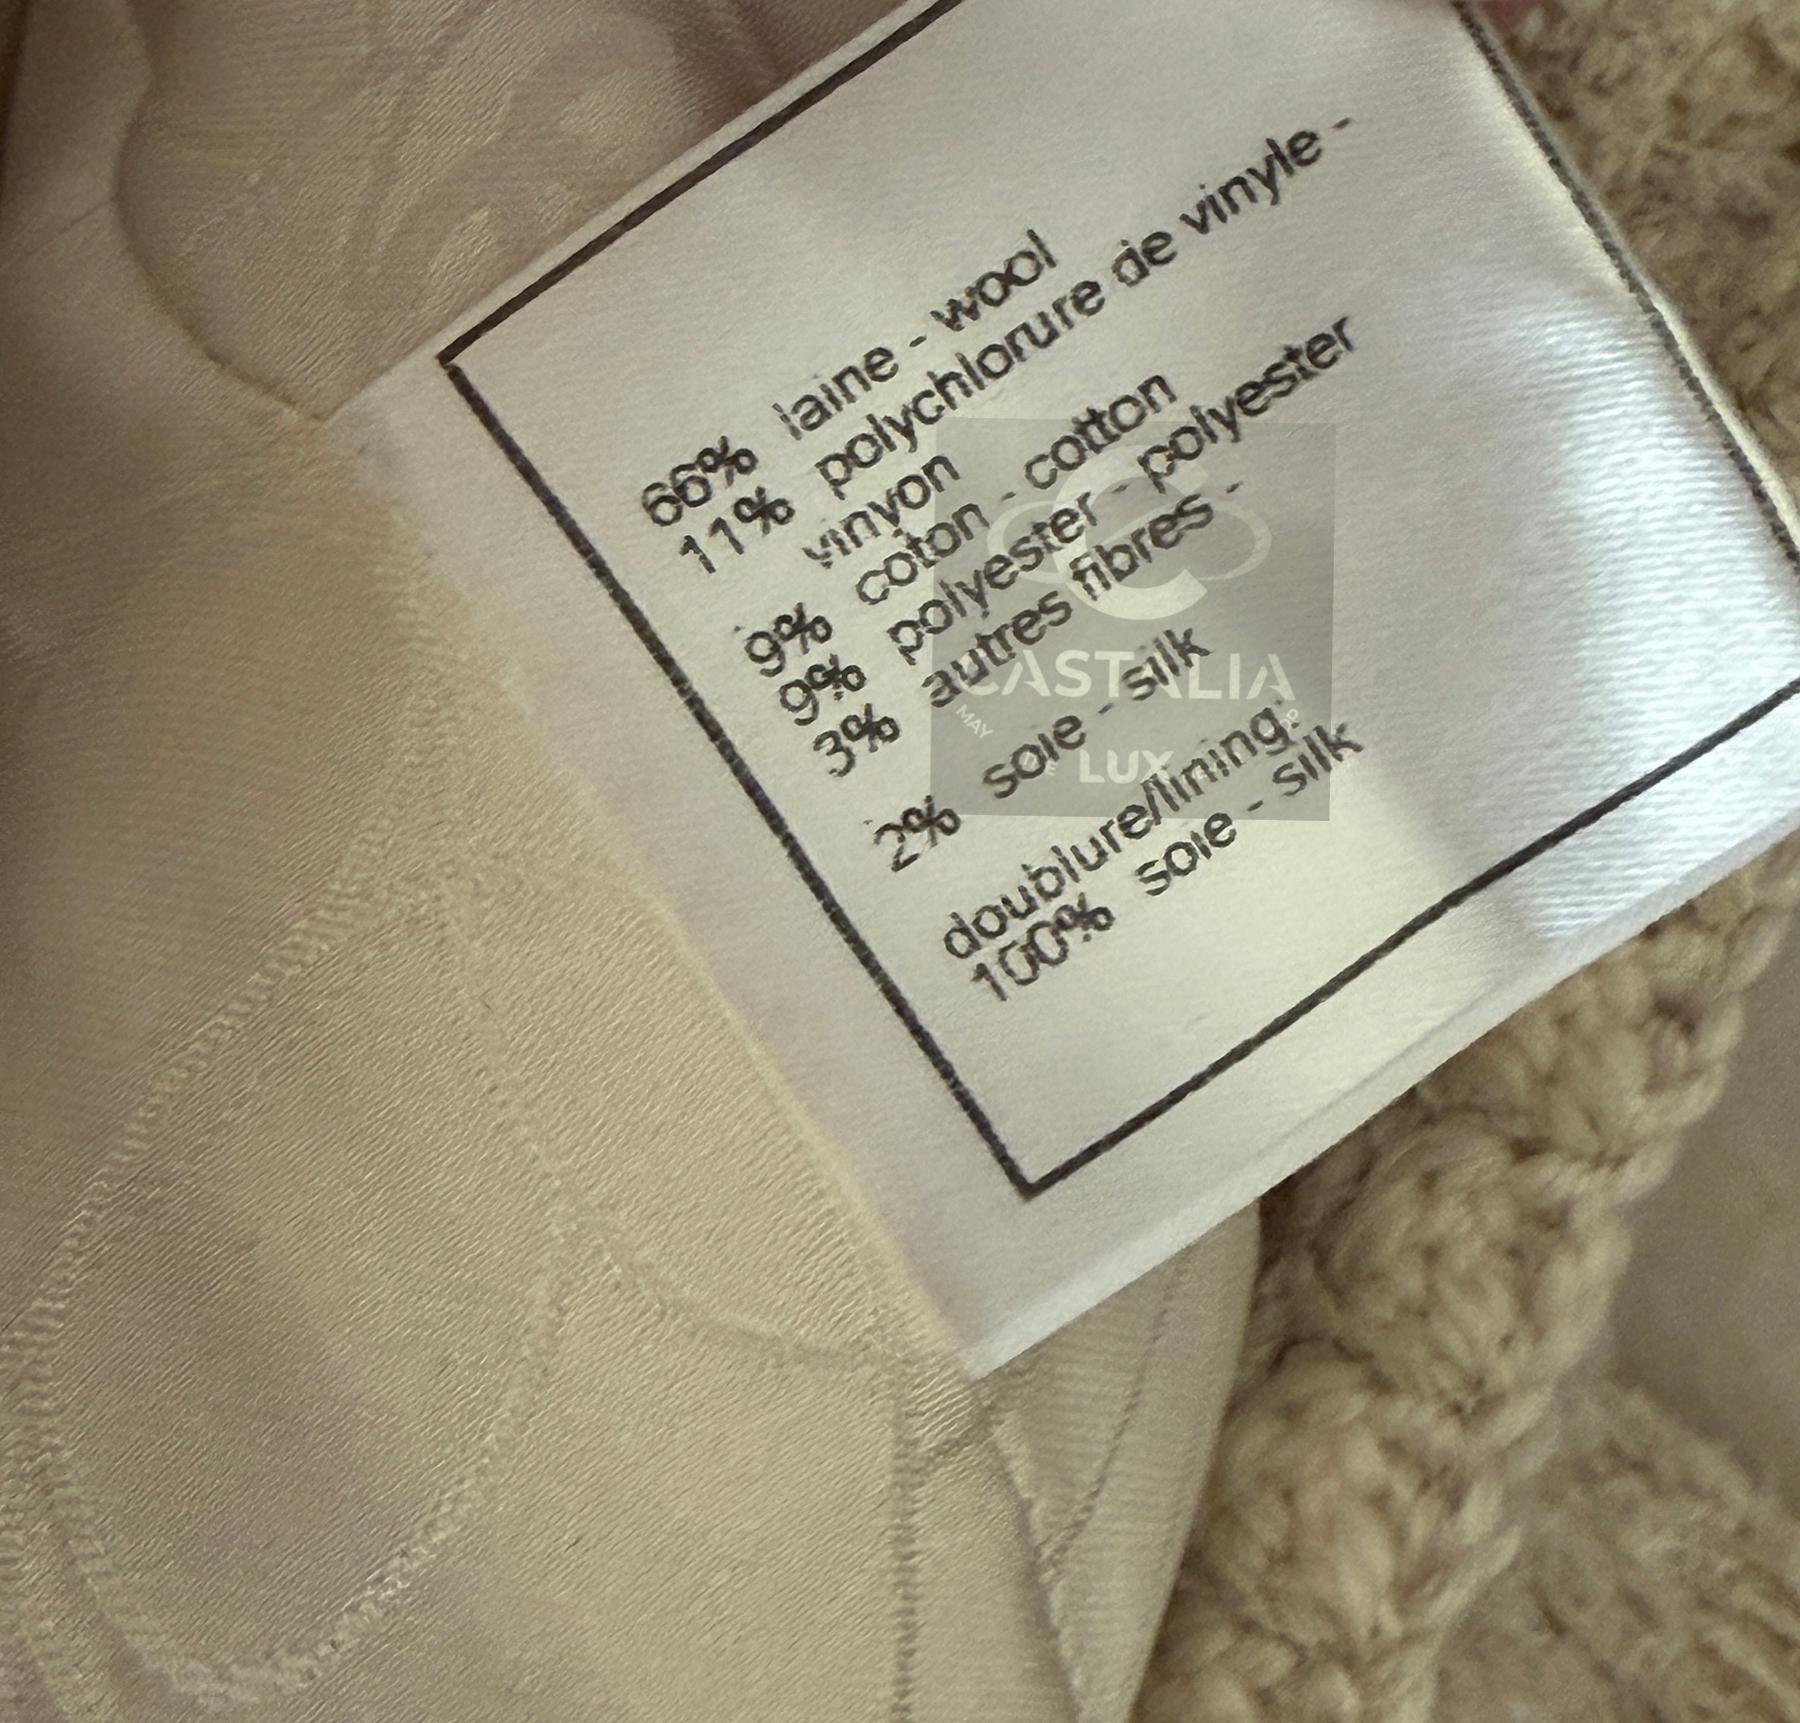 66% laine - wool
11% polychlorure de vinyle -
vinyon
9% coton - cotton
9% polyester - polyester
3% autres fibres -
2% soie - silk
doublure/lining:
100% soie - silk
CASTALIA
MAY
LUX